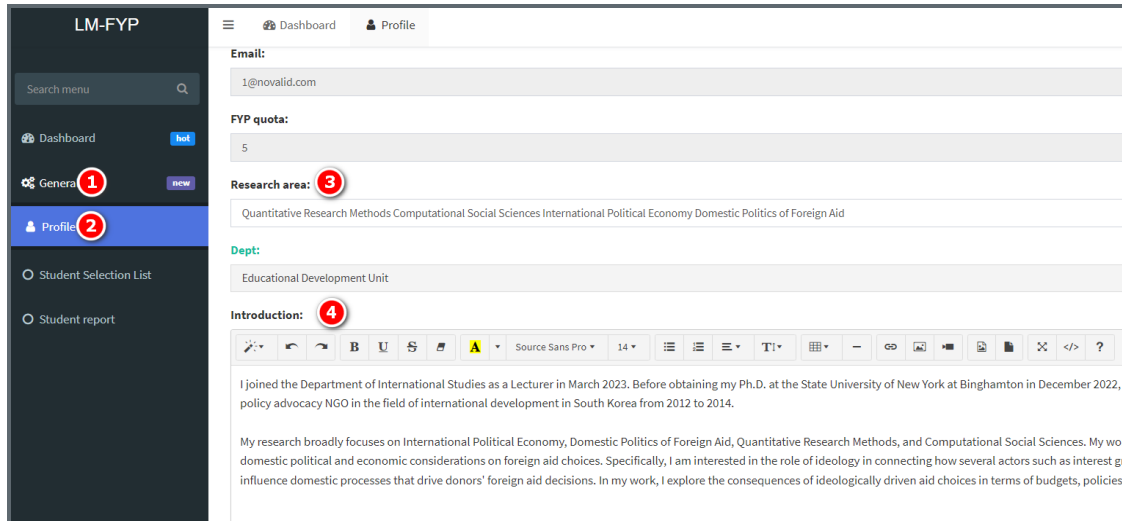 LM-FYP
Dashboard
Profile
Search menu
Dashboard hot
Genera 1 new
Profile 2
Student Selection List
Student report
Email:
1@novalid.com
FYP quota:
5
Research area: 3
Quantitative Research Methods Computational Social Sciences International Political Economy Domestic Politics of Foreign Aid
Dept:
Educational Development Unit
Introduction: 4
B U S A Source Sans Pro 14 T </> ?
I joined the Department of International Studies as a Lecturer in March 2023. Before obtaining my Ph.D. at the State University of New York at Binghamton in December 2022,
policy advocacy NGO in the field of international development in South Korea from 2012 to 2014.
My research broadly focuses on International Political Economy, Domestic Politics of Foreign Aid, Quantitative Research Methods, and Computational Social Sciences. My wo
domestic political and economic considerations on foreign aid choices. Specifically, I am interested in the role of ideology in connecting how several actors such as interest g
influence domestic processes that drive donors' foreign aid decisions. In my work, I explore the consequences of ideologically driven aid choices in terms of budgets, policies